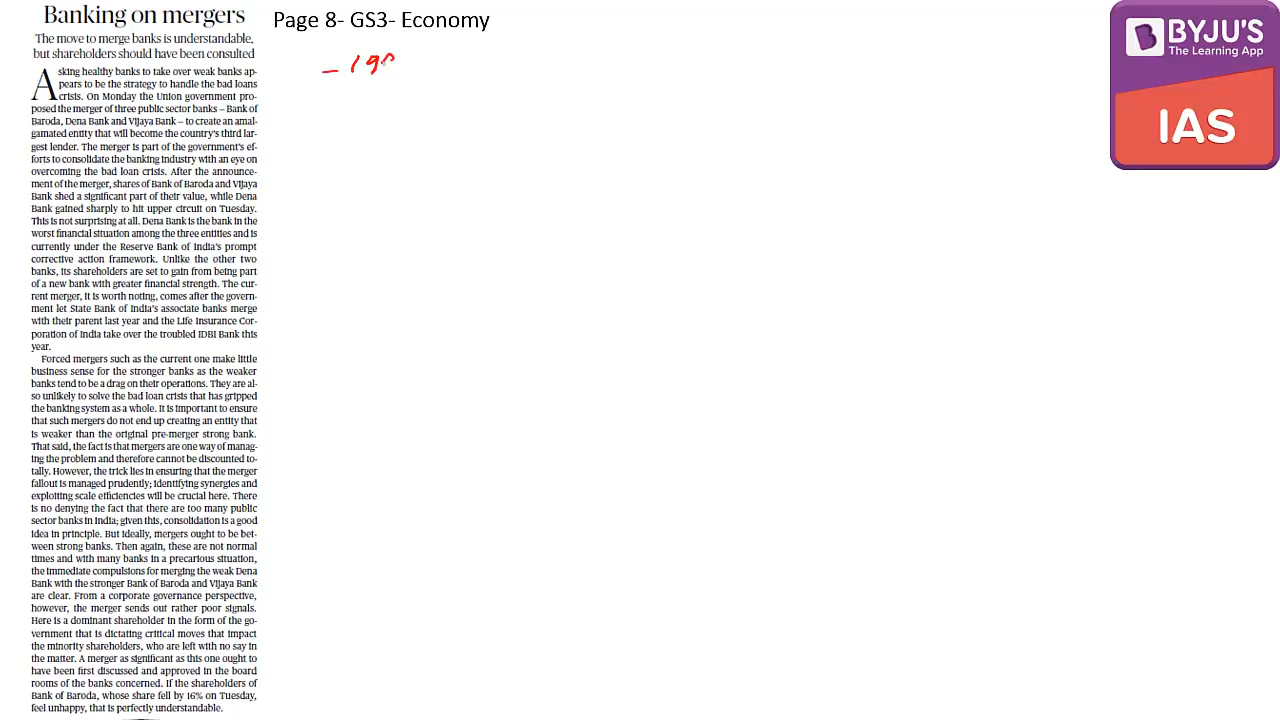 Banking on mergers
The move to merge banks is understandable,
but shareholders should have been consulted
Asking healthy banks to take over weak banks ap-
pears to be the strategy to handle the bad loans
crisis. On Monday the Union government pro-
posed the merger of three public sector banks – Bank of
Baroda, Dena Bank and Vijaya Bank – to create an amal-
gamated entity that will become the country's third lar-
gest lender. The merger is part of the government's ef-
forts to consolidate the banking industry with an eye on
overcoming the bad loan crisis. After the announce-
ment of the merger, shares of Bank of Baroda and Vijaya
Bank shed a significant part of their value, while Dena
Bank gained sharply to hit upper circuit on Tuesday.
This is not surprising at all. Dena Bank is the bank in the
worst financial situation among the three entities and is
currently under the Reserve Bank of India's prompt
corrective action framework. Unlike the other two
banks, its shareholders are set to gain from being part
of a new bank with greater financial strength. The cur-
rent merger, it is worth noting, comes after the govern-
ment let State Bank of India's associate banks merge
with their parent last year and the Life Insurance Cor-
poration of India take over the troubled IDBI Bank this
year.
Forced mergers such as the current one make little
business sense for the stronger banks as the weaker
banks tend to be a drag on their operations. They are al-
so unlikely to solve the bad loan crisis that has gripped
the banking system as a whole. It is important to ensure
that such mergers do not end up creating an entity that
is weaker than the original pre-merger strong bank.
That said, the fact is that mergers are one way of manag-
ing the problem and therefore cannot be discounted to-
tally. However, the trick lies in ensuring that the merger
fallout is managed prudently; identifying synergies and
exploiting scale efficiencies will be crucial here. There
is no denying the fact that there are too many public
sector banks in India; given this, consolidation is a good
idea in principle. But ideally, mergers ought to be bet-
ween strong banks. Then again, these are not normal
times and with many banks in a precarious situation,
the immediate compulsions for merging the weak Dena
Bank with the stronger Bank of Baroda and Vijaya Bank
are clear. From a corporate governance perspective,
however, the merger sends out rather poor signals.
Here is a dominant shareholder in the form of the go-
vernment that is dictating critical moves that impact
the minority shareholders, who are left with no say in
the matter. A merger as significant as this one ought to
have been first discussed and approved in the board
rooms of the banks concerned. If the shareholders of
Bank of Baroda, whose share fell by 16% on Tuesday,
feel unhappy, that is perfectly understandable.
Page 8- GS3- Economy
BYJU'S
The Learning App
IAS